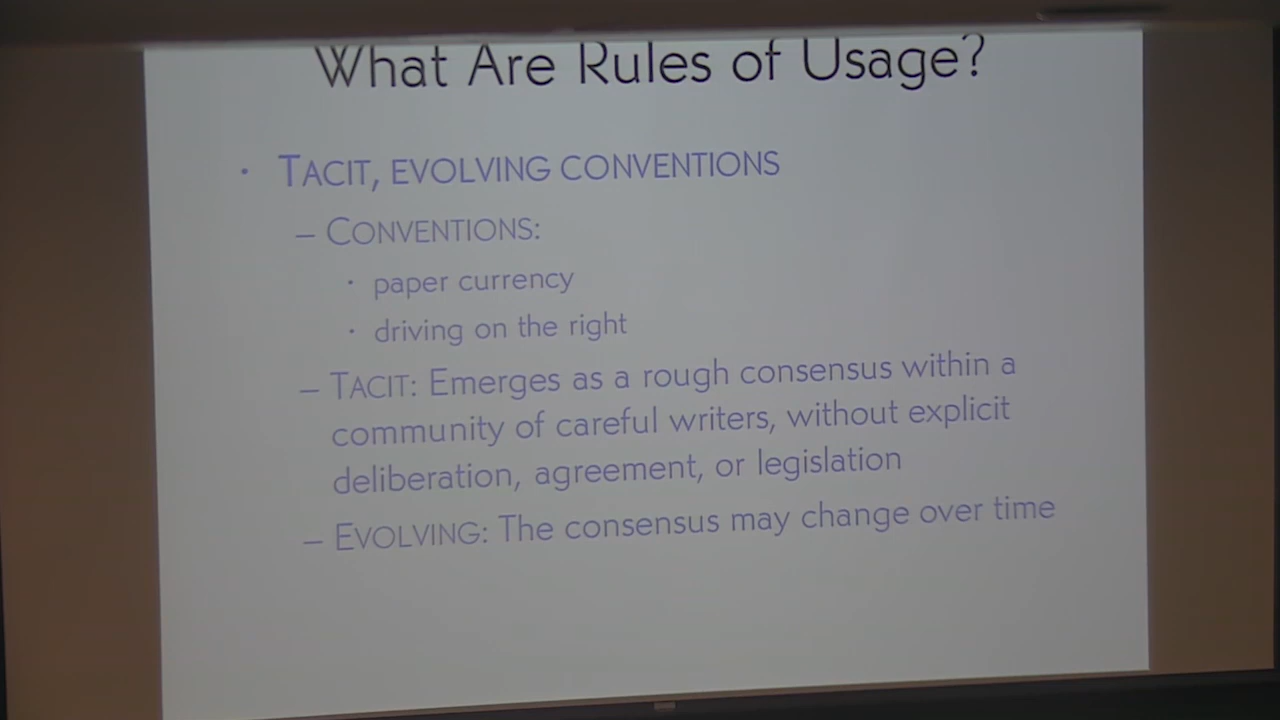 What Are Rules of Usage?
• TACIT, EVOLVING CONVENTIONS
– CONVENTIONS:
• paper currency
• driving on the right
– TACIT: Emerges as a rough consensus within a
community of careful writers, without explicit
deliberation, agreement, or legislation
– EVOLVING: The consensus may change over time